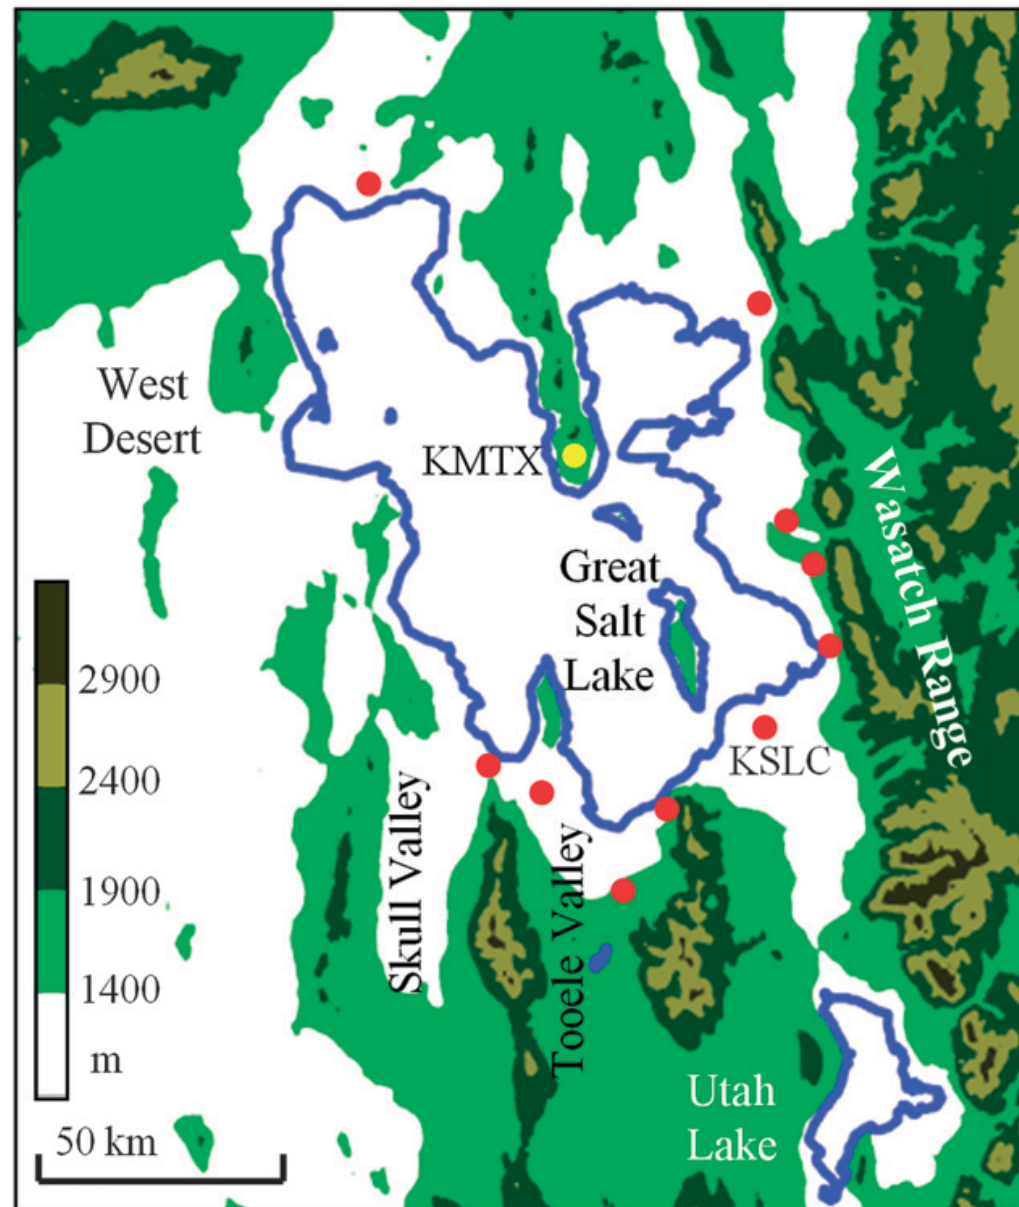 West
Desert
KMTX
Wasatch Range
Great
Salt
Lake
KSLC
2900
2400
1900
1400
m
Skull Valley
Tooele Valley
Utah
Lake
50 km